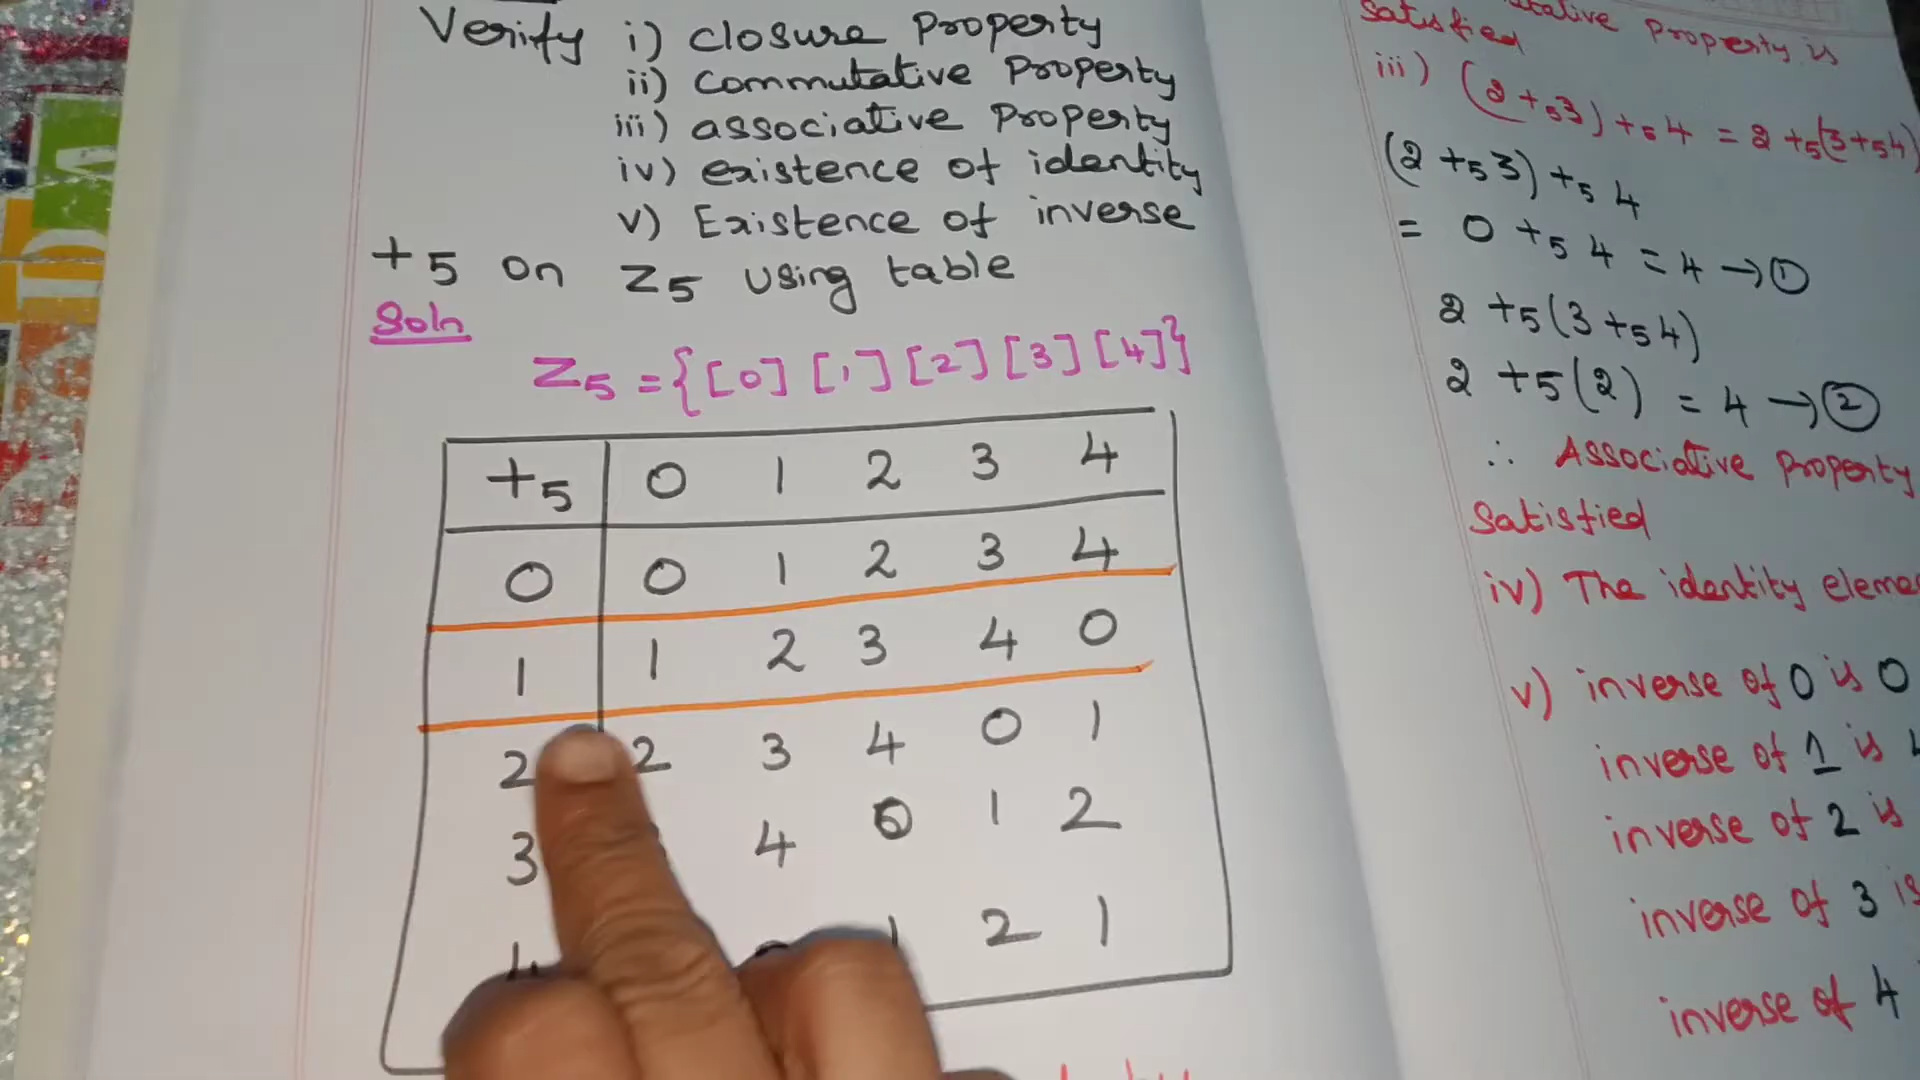 Verify i) closure Property
ii) commutative Property
iii) associative Property
iv) existence of identity
v) Existence of inverse
+5 on Z5 using table
Soln
Z5 = {[0] [1] [2] [3] [4]}
+5 0 1 2 3 4
0 0 1 2 3 4
1 1 2 3 4 0
2 2 3 4 0 1
3 4 0 1 2
4 1 2 1
Property is
satisfied
iii) (2 +5 3) +5 4 = 2 +5 (3 +5 4)
(2 +5 3) +5 4
= 0 +5 4 = 4 → ①
2 +5 (3 +5 4)
2 +5 (2) = 4 → ②
∴ Associative property
satisfied
iv) The identity
v) inverse of 0 is 0
inverse of 1 is 4
inverse of 2 is
inverse of 3 is
inverse of 4